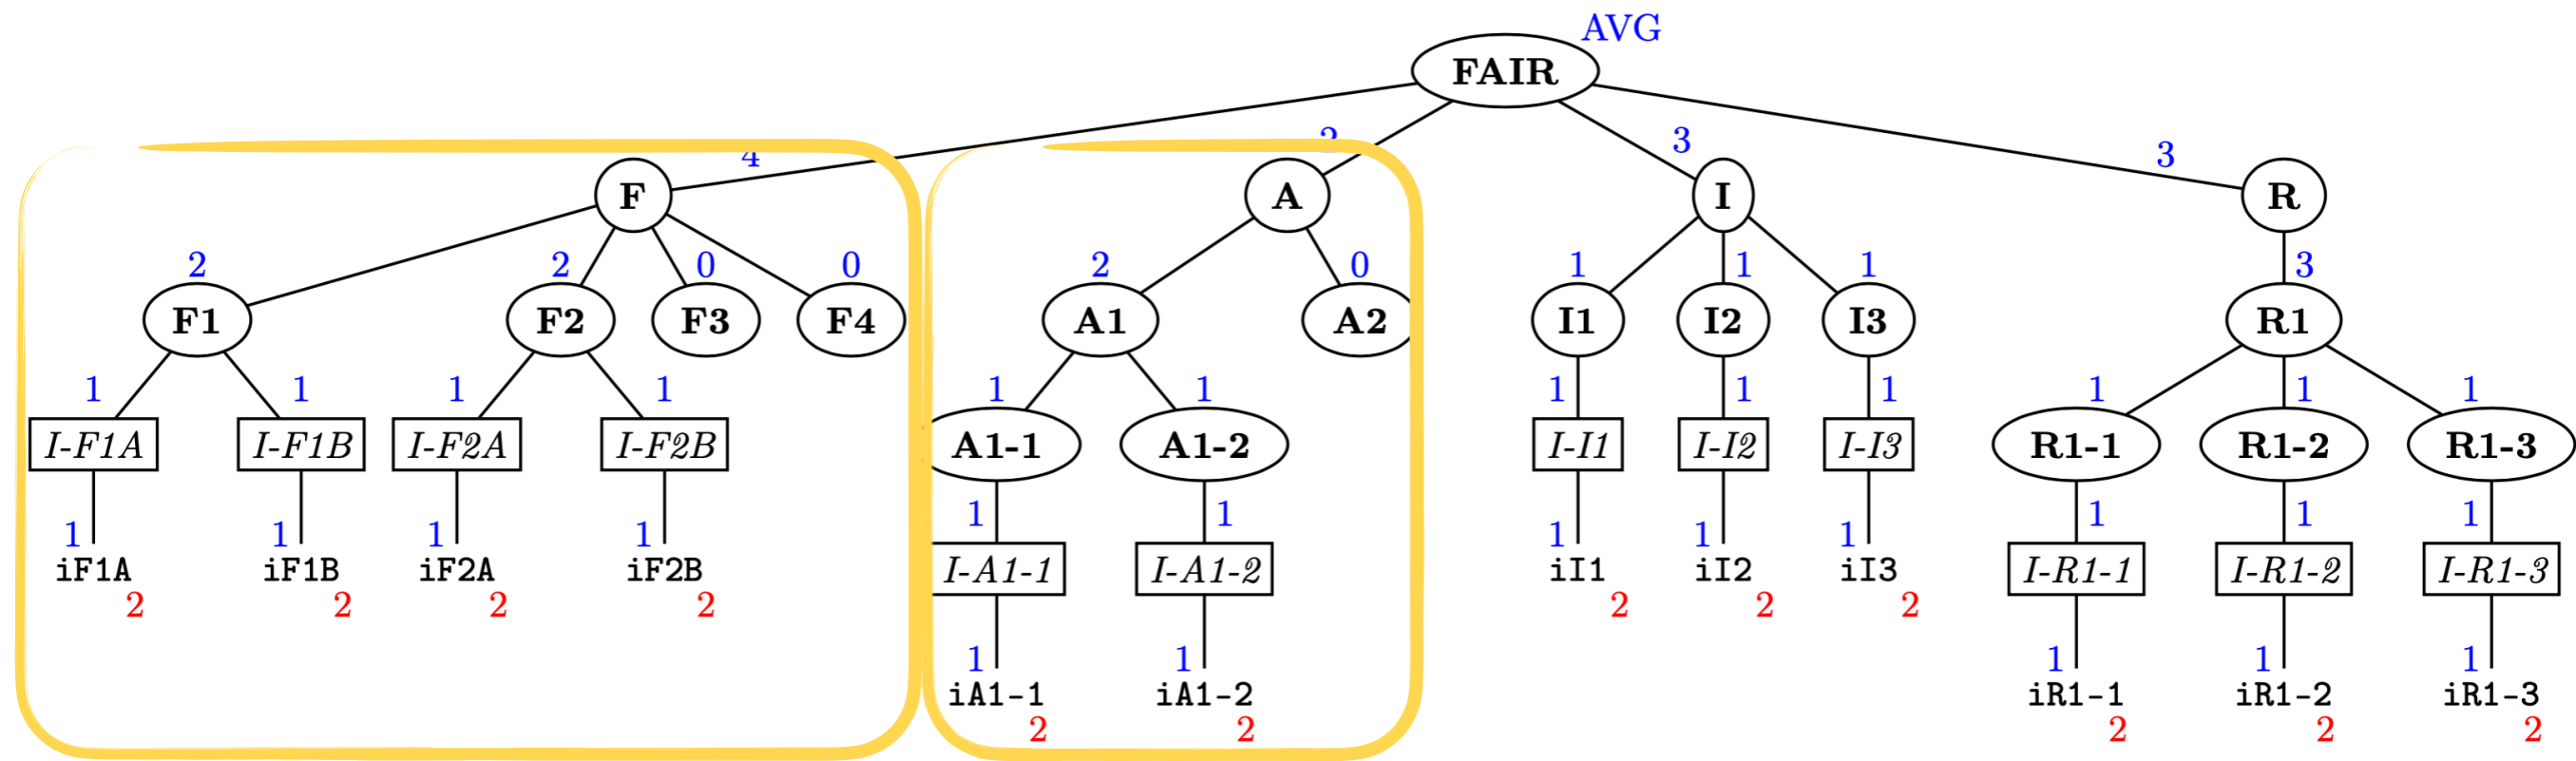 AVG
FAIR
4 2 3 3
F A I R
2 2 0 0 2 0 1 1 1 3
F1 F2 F3 F4 A1 A2 I1 I2 I3 R1
1 1 1 1 1 1 1 1 1 1 1 1
I-F1A I-F1B I-F2A I-F2B A1-1 A1-2 I-I1 I-I2 I-I3 R1-1 R1-2 R1-3
1 1 1 1 1 1 1 1 1 1 1 1
iF1A iF1B iF2A iF2B I-A1-1 I-A1-2 iI1 iI2 iI3 I-R1-1 I-R1-2 I-R1-3
2 2 2 2 2 2 2
1 1 1 1 1
iA1-1 iA1-2 iR1-1 iR1-2 iR1-3
2 2 2 2 2